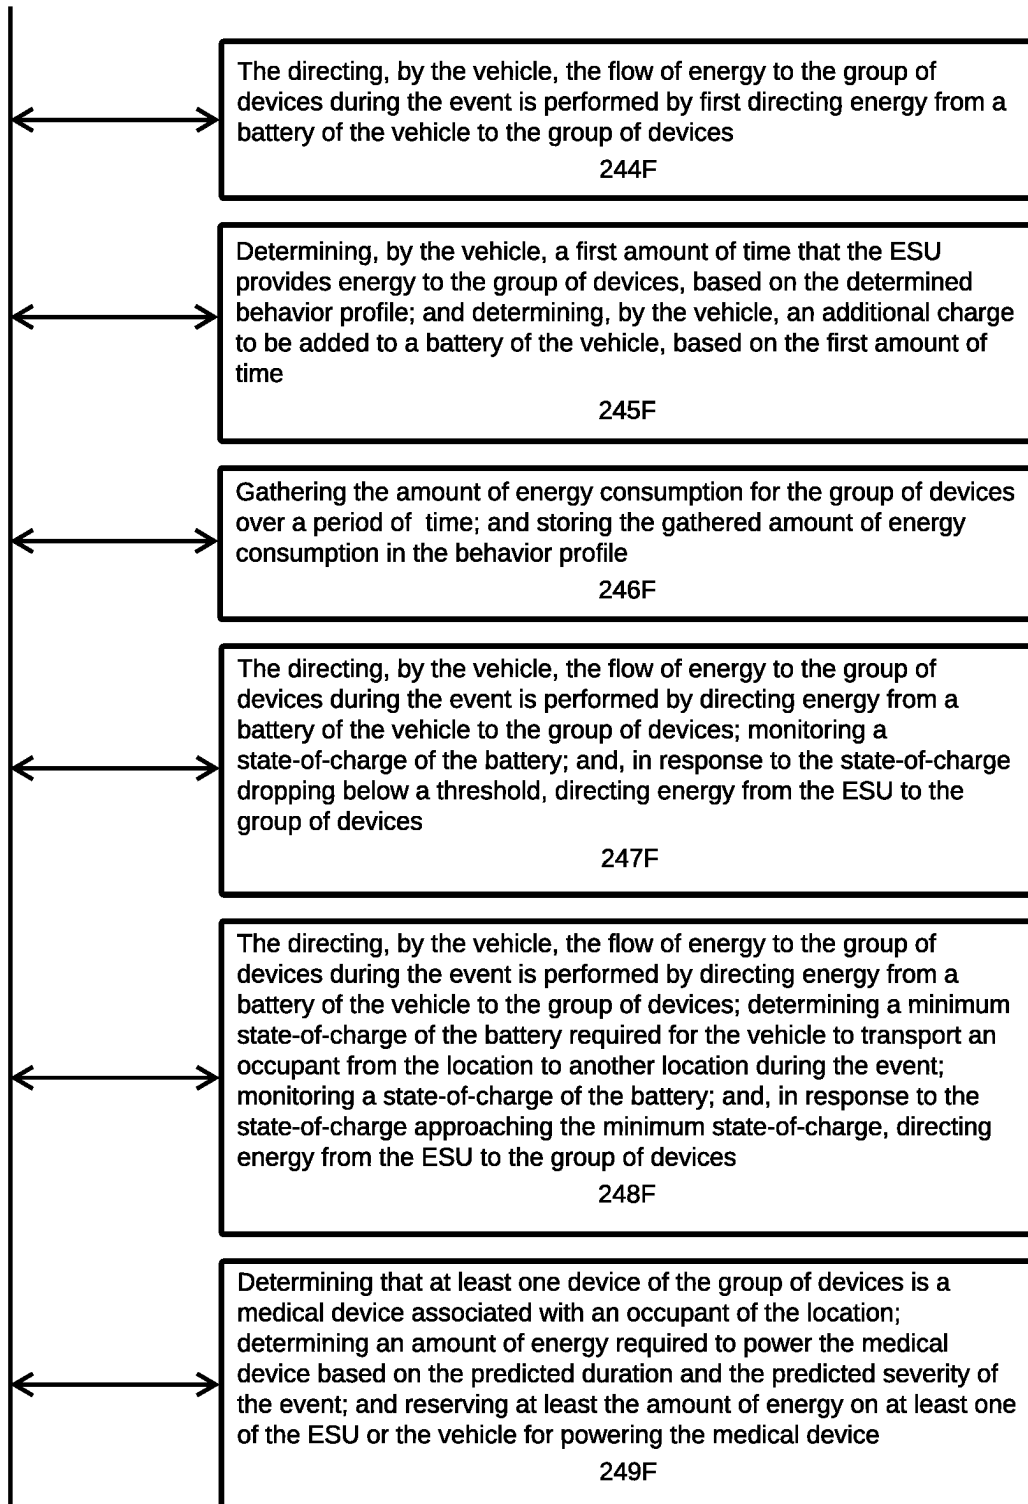 The directing, by the vehicle, the flow of energy to the group of
devices during the event is performed by first directing energy from a
battery of the vehicle to the group of devices
244F
Determining, by the vehicle, a first amount of time that the ESU
provides energy to the group of devices, based on the determined
behavior profile; and determining, by the vehicle, an additional charge
to be added to a battery of the vehicle, based on the first amount of
time
245F
Gathering the amount of energy consumption for the group of devices
over a period of  time; and storing the gathered amount of energy
consumption in the behavior profile
246F
The directing, by the vehicle, the flow of energy to the group of
devices during the event is performed by directing energy from a
battery of the vehicle to the group of devices; monitoring a
state-of-charge of the battery; and, in response to the state-of-charge
dropping below a threshold, directing energy from the ESU to the
group of devices
247F
The directing, by the vehicle, the flow of energy to the group of
devices during the event is performed by directing energy from a
battery of the vehicle to the group of devices; determining a minimum
state-of-charge of the battery required for the vehicle to transport an
occupant from the location to another location during the event;
monitoring a state-of-charge of the battery; and, in response to the
state-of-charge approaching the minimum state-of-charge, directing
energy from the ESU to the group of devices
248F
Determining that at least one device of the group of devices is a
medical device associated with an occupant of the location;
determining an amount of energy required to power the medical
device based on the predicted duration and the predicted severity of
the event; and reserving at least the amount of energy on at least one
of the ESU or the vehicle for powering the medical device
249F